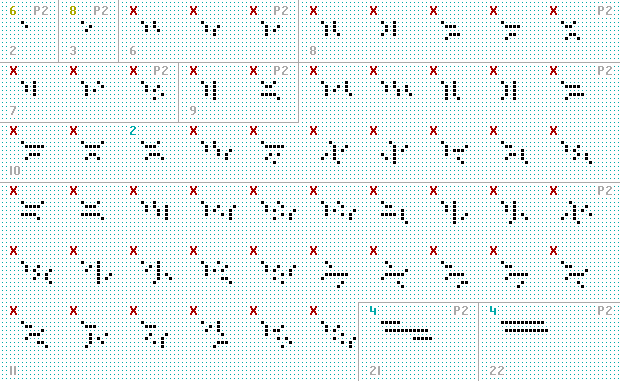 6 P2 8 P2 X X X P2 X X X X X P2
2 3 6 8
X X X P2 X X P2 X X X X X P2
7 9
X X 2 X X X X X X X
10
X X X X X X X X X X P2
X X X X X X X X X X
X X X X X X 4 P2 4 P2
11 21 22